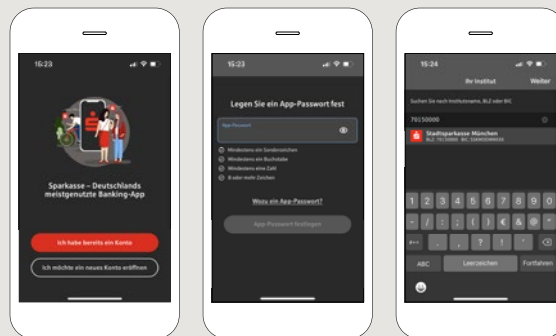 15:23
Sparkasse – Deutschlands
meistgenutzte Banking-App
Ich habe bereits ein Konto
Ich möchte ein neues Konto eröffnen
15:23
Legen Sie ein App-Passwort fest
App-Passwort
Mindestens ein Sonderzeichen
Mindestens ein Buchstabe
Mindestens eine Zahl
8 oder mehr Zeichen
Wozu ein App-Passwort?
App-Passwort festlegen
15:24
Ihr Institut
Weiter
Suchen Sie nach Institutsname, BLZ oder BIC
70150000
Stadtsparkasse München
BLZ 70150000 BIC SSKMDEMMXXX
1 2 3 4 5 6 7 8 9 0
- / : ; ( ) € & @ "
#+= . , ? ! '
ABC Leerzeichen Fortfahren